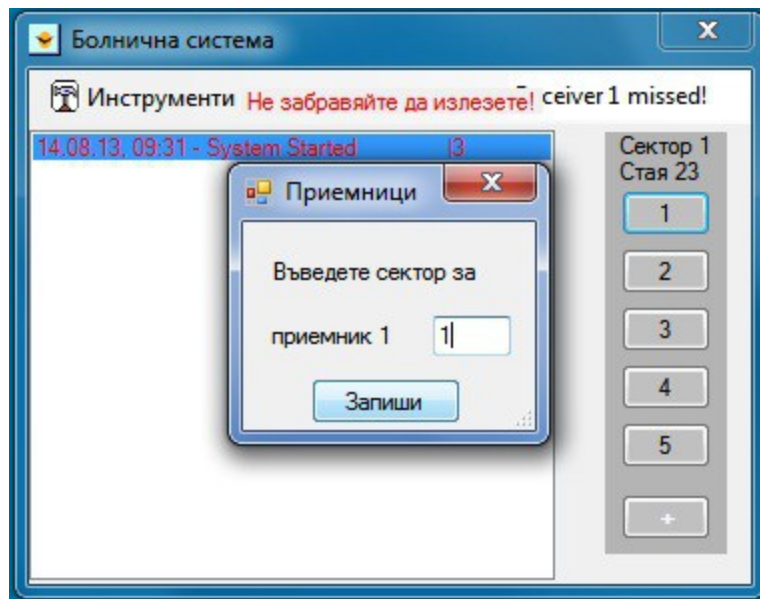 Болнична система
Инструменти Не забравяйте да излезете! ceiver 1 missed!
14.08.13, 09:31 - System Started |3
Сектор 1
Стая 23
Приемници
Въведете сектор за
приемник 1 1
Запиши
1
2
3
4
5
+